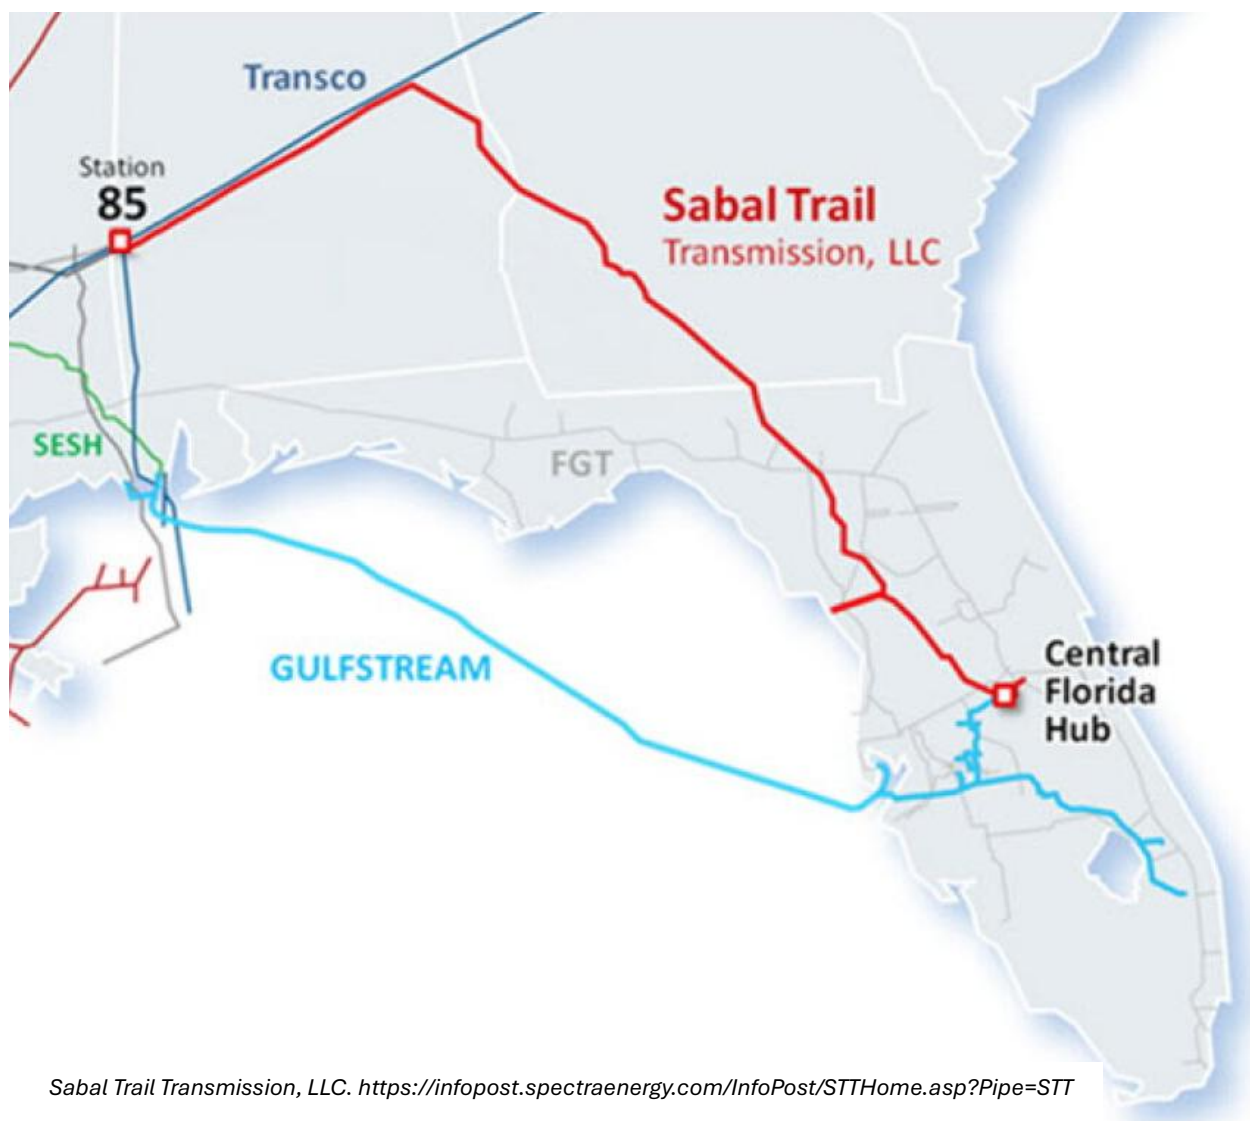 Transco
Station
85
Sabal Trail
Transmission, LLC
SESH
FGT
GULFSTREAM
Central
Florida
Hub
Sabal Trail Transmission, LLC. https://infopost.spectraenergy.com/InfoPost/STTHome.asp?Pipe=STT